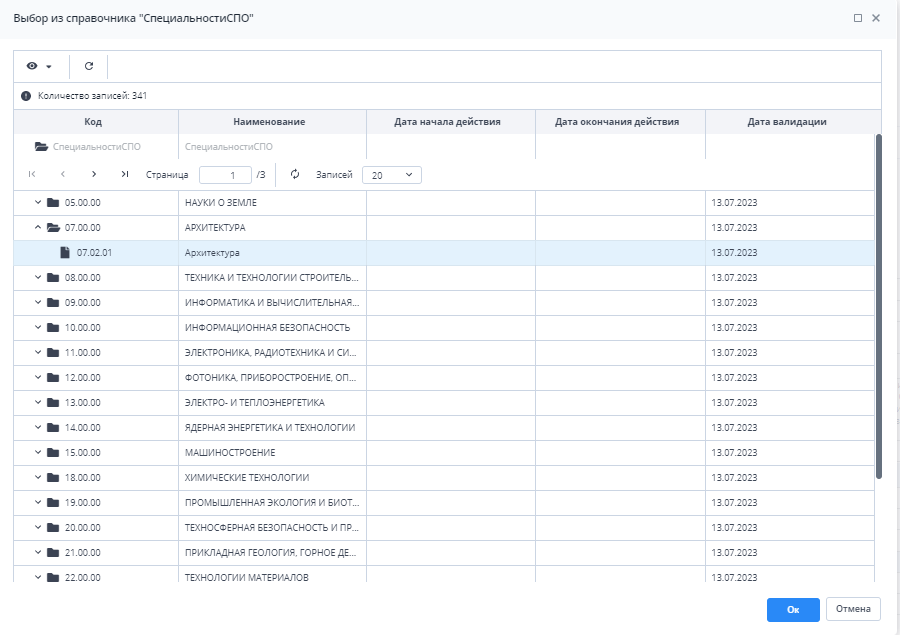 Выбор из справочника "СпециальностиСПО"
Количество записей: 341
Код Наименование Дата начала действия Дата окончания действия Дата валидации
СпециальностиСПО СпециальностиСПО
Страница 1 /3 Записей 20
05.00.00 НАУКИ О ЗЕМЛЕ 13.07.2023
07.00.00 АРХИТЕКТУРА 13.07.2023
07.02.01 Архитектура 13.07.2023
08.00.00 ТЕХНИКА И ТЕХНОЛОГИИ СТРОИТЕЛЬ... 13.07.2023
09.00.00 ИНФОРМАТИКА И ВЫЧИСЛИТЕЛЬНАЯ... 13.07.2023
10.00.00 ИНФОРМАЦИОННАЯ БЕЗОПАСНОСТЬ 13.07.2023
11.00.00 ЭЛЕКТРОНИКА, РАДИОТЕХНИКА И СИ... 13.07.2023
12.00.00 ФОТОНИКА, ПРИБОРОСТРОЕНИЕ, ОП... 13.07.2023
13.00.00 ЭЛЕКТРО- И ТЕПЛОЭНЕРГЕТИКА 13.07.2023
14.00.00 ЯДЕРНАЯ ЭНЕРГЕТИКА И ТЕХНОЛОГИИ 13.07.2023
15.00.00 МАШИНОСТРОЕНИЕ 13.07.2023
18.00.00 ХИМИЧЕСКИЕ ТЕХНОЛОГИИ 13.07.2023
19.00.00 ПРОМЫШЛЕННАЯ ЭКОЛОГИЯ И БИОТ... 13.07.2023
20.00.00 ТЕХНОСФЕРНАЯ БЕЗОПАСНОСТЬ И ПР... 13.07.2023
21.00.00 ПРИКЛАДНАЯ ГЕОЛОГИЯ, ГОРНОЕ ДЕ... 13.07.2023
22.00.00 ТЕХНОЛОГИИ МАТЕРИАЛОВ 13.07.2023
Ок Отмена